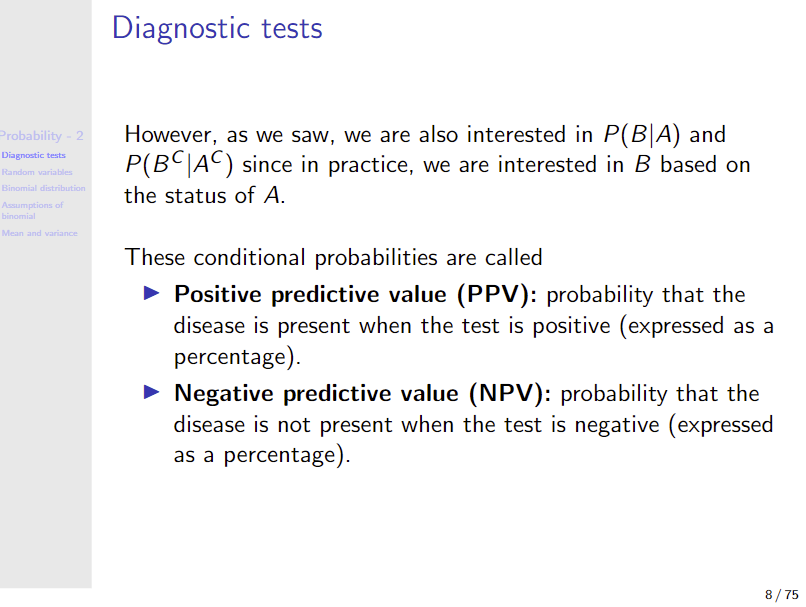 Diagnostic tests
Probability - 2
Diagnostic tests
Random variables
Binomial distribution
Assumptions of
binomial
Mean and variance
However, as we saw, we are also interested in P(B|A) and
P(B^C|A^C) since in practice, we are interested in B based on
the status of A.
These conditional probabilities are called
▶ Positive predictive value (PPV): probability that the
disease is present when the test is positive (expressed as a
percentage).
▶ Negative predictive value (NPV): probability that the
disease is not present when the test is negative (expressed
as a percentage).
8 / 75